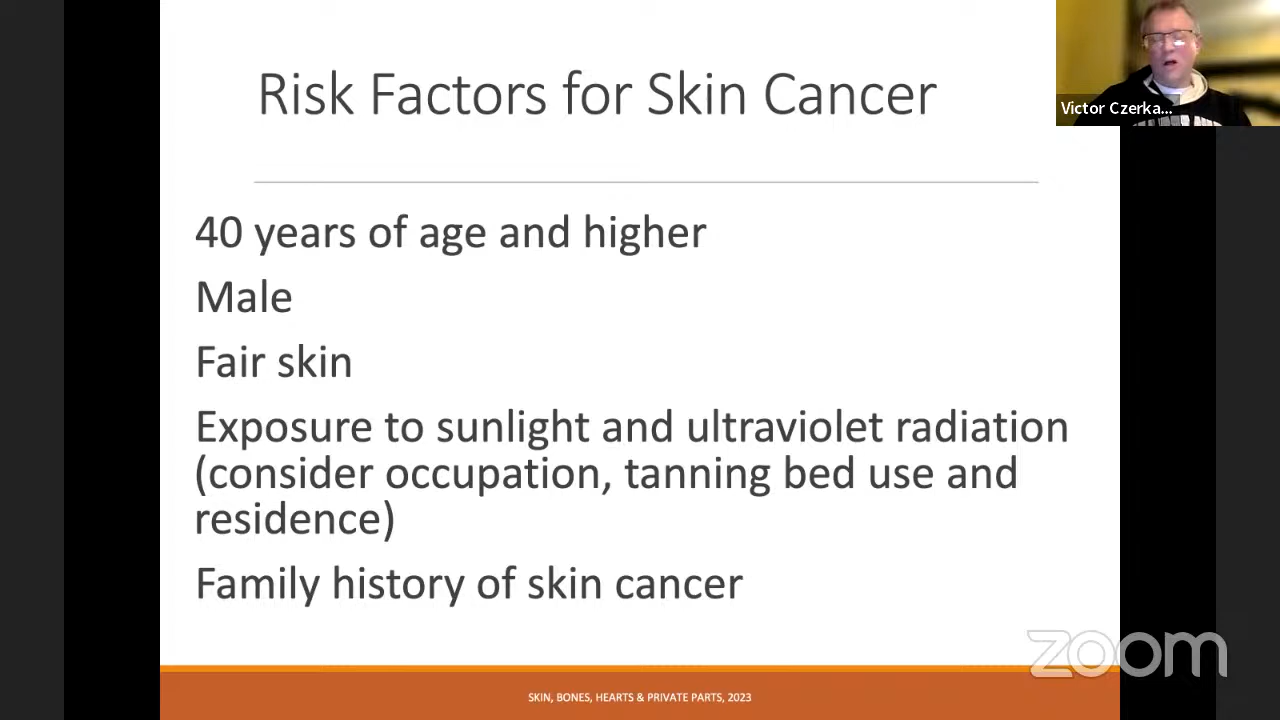 Risk Factors for Skin Cancer
Victor Czerka...
40 years of age and higher
Male
Fair skin
Exposure to sunlight and ultraviolet radiation
(consider occupation, tanning bed use and
residence)
Family history of skin cancer
zoom
SKIN, BONES, HEARTS & PRIVATE PARTS, 2023